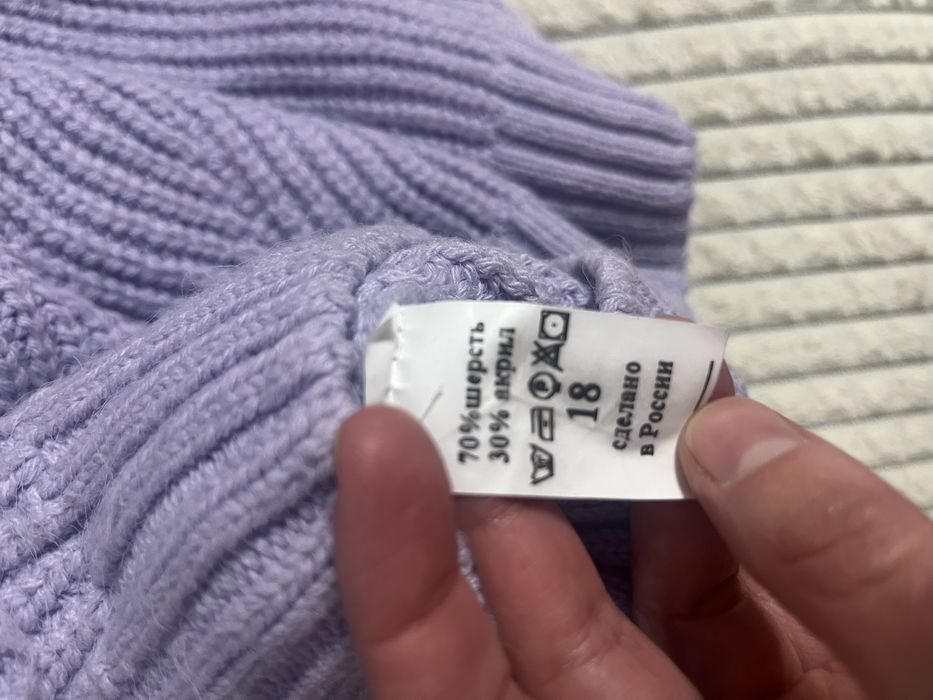 70%шерсть
30% акрил
P
18
сделано
в России